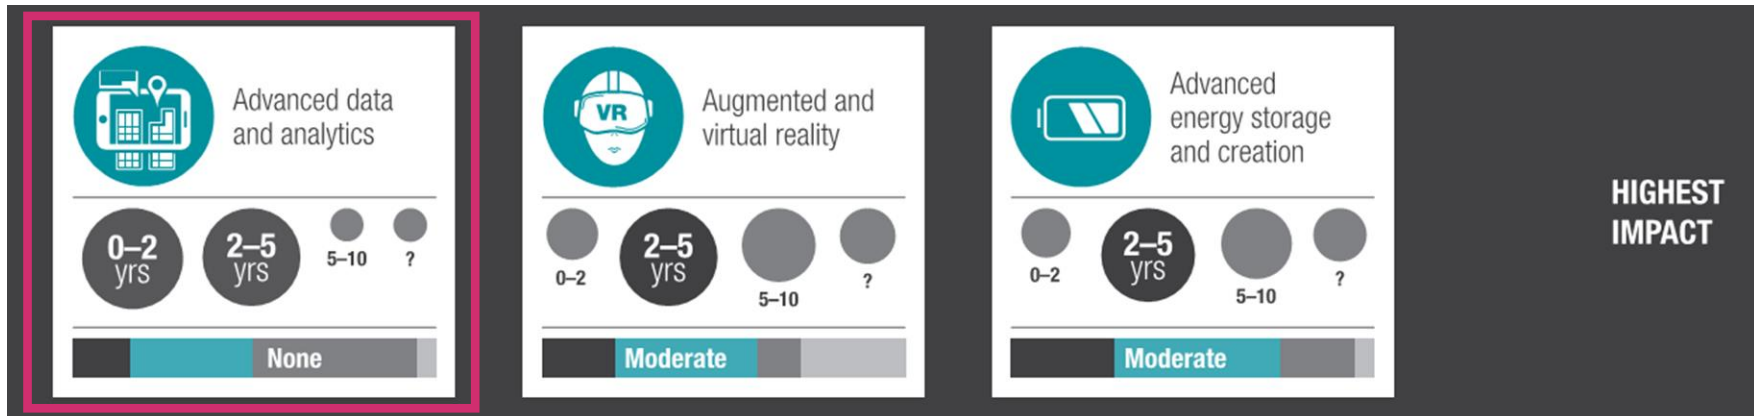 Advanced data
and analytics
0–2
yrs
2–5
yrs
5–10
?
None
VR
Augmented and
virtual reality
0–2
2–5
yrs
5–10
?
Moderate
Advanced
energy storage
and creation
0–2
2–5
yrs
5–10
?
Moderate
HIGHEST
IMPACT